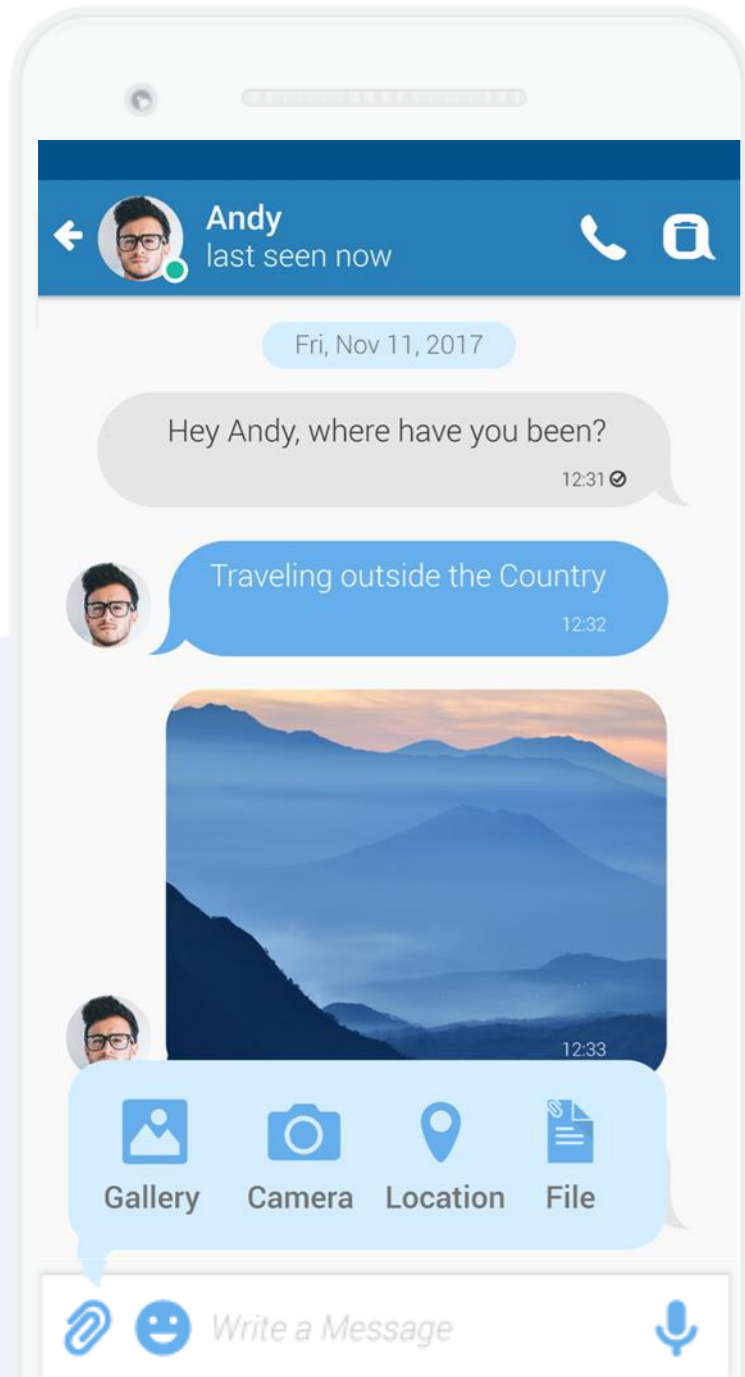 Andy
last seen now
Fri, Nov 11, 2017
Hey Andy, where have you been?
12:31
Traveling outside the Country
12:32
12:33
Gallery
Camera
Location
File
Write a Message